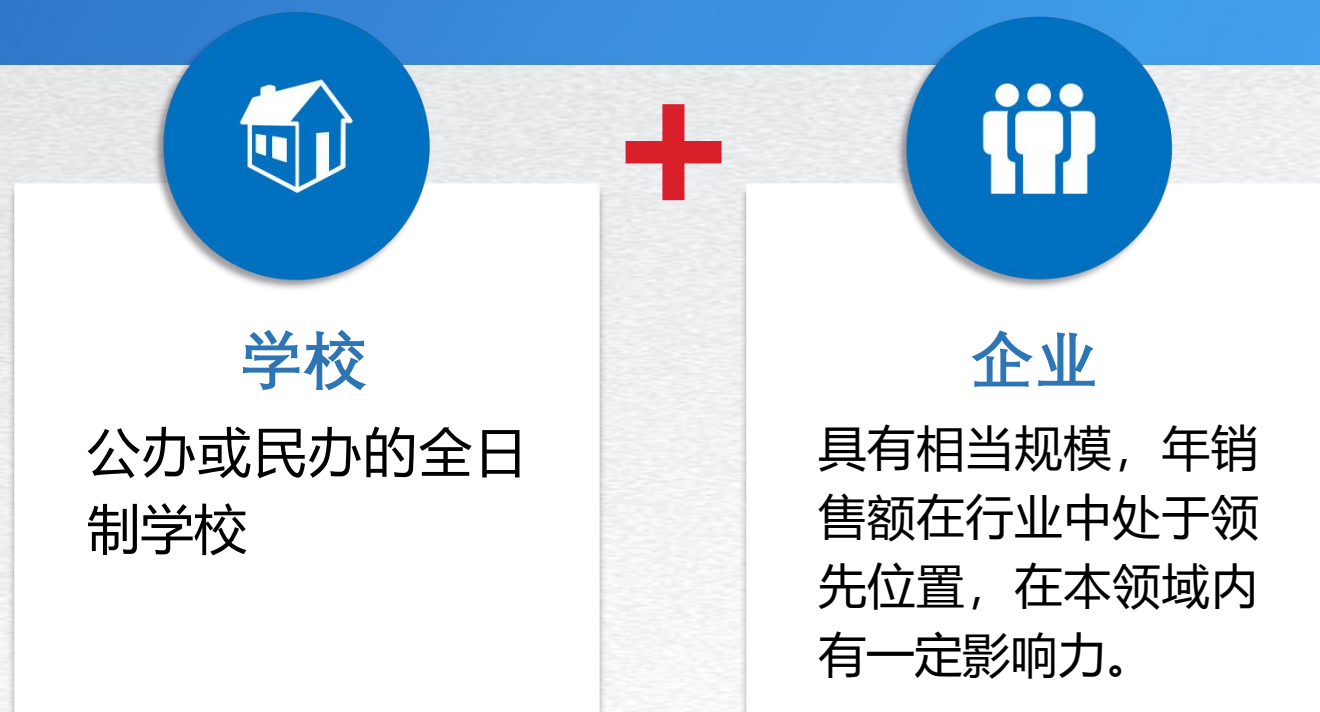 学校
公办或民办的全日
制学校
企业
具有相当规模，年销
售额在行业中处于领
先位置，在本领域内
有一定影响力。